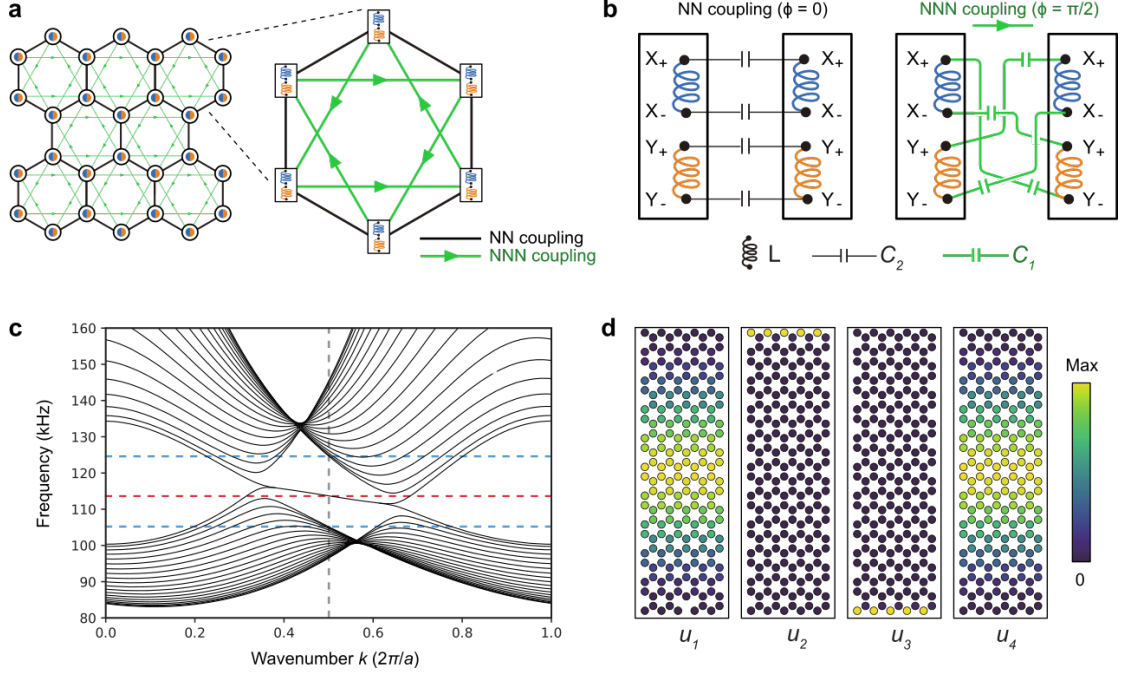 a
NN coupling
NNN coupling
b
NN coupling (ϕ = 0)
NNN coupling (ϕ = π/2)
X+
X-
Y+
Y-
X+
X-
Y+
Y-
X+
X-
Y+
Y-
X+
X-
Y+
Y-
L
C2
C1
c
Frequency (kHz)
160
150
140
130
120
110
100
90
80
0.0 0.2 0.4 0.6 0.8 1.0
Wavenumber k (2π/a)
d
Max
0
u1 u2 u3 u4